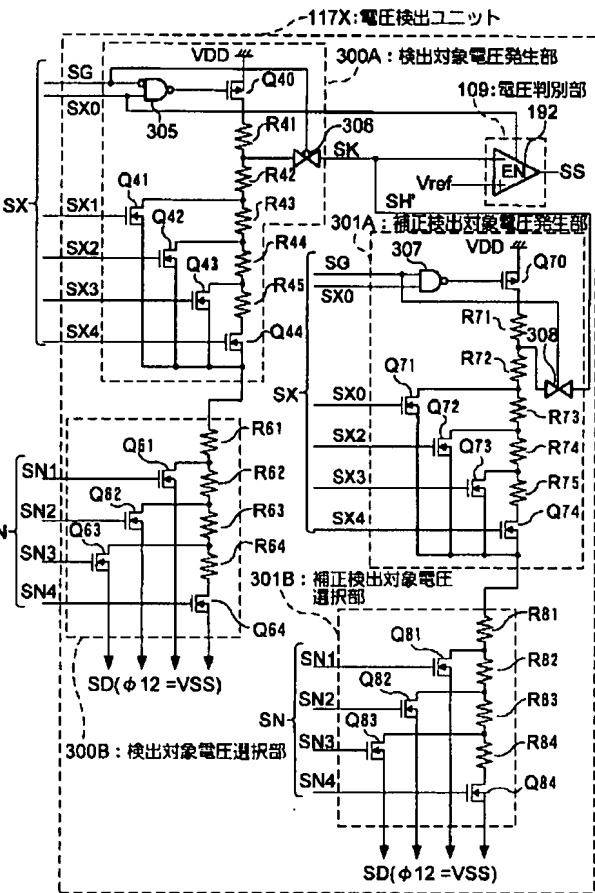 117X:電圧検出ユニット
VDD
300A:検出対象電圧発生部
SG
SX0
305
Q40
R41
306
SK
109:電圧判別部
192
EN
SS
Vref
SH'
R42
Q41
SX
SX1
R43
Q42
SX2
R44
Q43
SX3
R45
SX4
Q44
301A:補正検出対象電圧発生部
VDD
307
SG
SX0
Q70
R71
308
R72
Q71
SX
SX0
R73
Q72
SX2
R74
Q73
SX3
R75
SX4
Q74
R61
Q61
SN1
R62
Q62
SN2
R63
Q63
SN3
R64
SN4
Q64
N
SD(φ12=VSS)
300B:検出対象電圧選択部
301B:補正検出対象電圧
選択部
R81
Q81
SN1
R82
Q82
SN2
SN
R83
Q83
SN3
R84
SN4
Q84
SD(φ12=VSS)